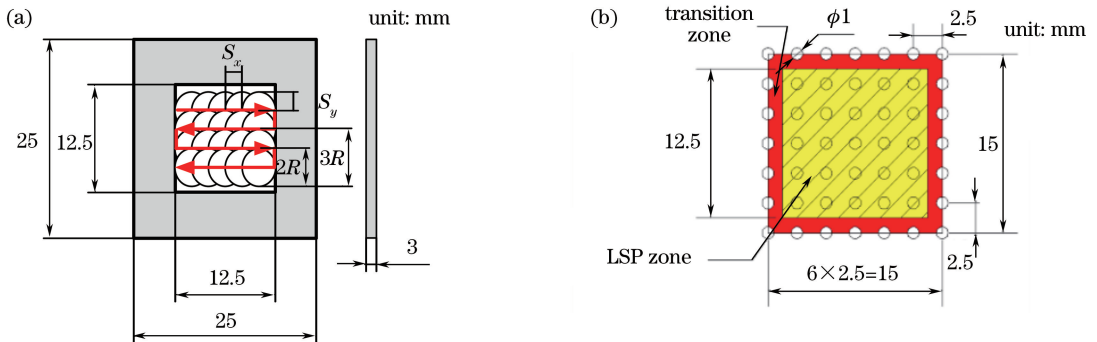 (a)
unit: mm
S_x
S_y
25
12.5
2R
3R
3
12.5
25
(b)
transition
zone
ϕ1
2.5
unit: mm
12.5
15
LSP zone
2.5
6×2.5=15